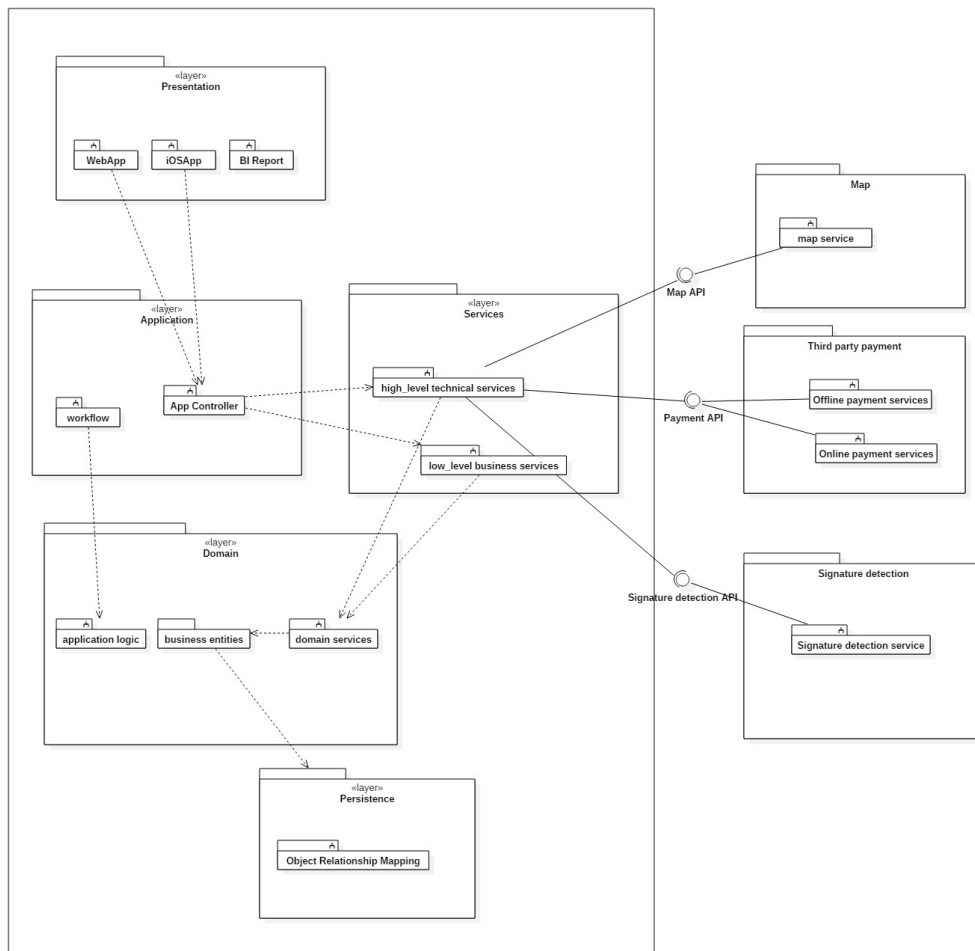 «layer»
Presentation
WebApp
iOSApp
BI Report
Map
map service
Map API
«layer»
Application
App Controller
workflow
«layer»
Services
high_level technical services
low_level business services
Third party payment
Offline payment services
Online payment services
Payment API
«layer»
Domain
application logic
business entities
domain services
Signature detection API
Signature detection
Signature detection service
«layer»
Persistence
Object Relationship Mapping